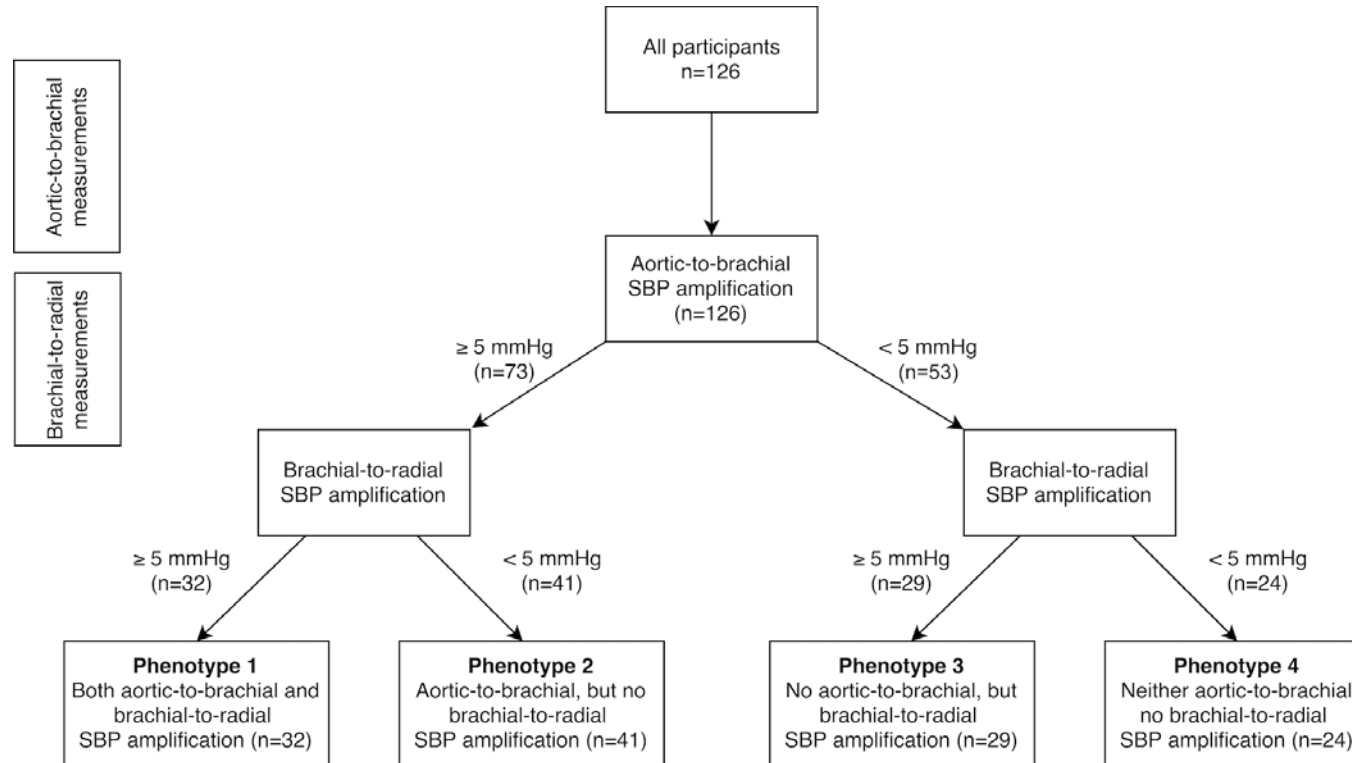 All participants
n=126
Aortic-to-brachial
measurements
Brachial-to-radial
measurements
Aortic-to-brachial
SBP amplification
(n=126)
≥ 5 mmHg
(n=73)
< 5 mmHg
(n=53)
Brachial-to-radial
SBP amplification
Brachial-to-radial
SBP amplification
≥ 5 mmHg
(n=32)
< 5 mmHg
(n=41)
≥ 5 mmHg
(n=29)
< 5 mmHg
(n=24)
Phenotype 1
Both aortic-to-brachial and
brachial-to-radial
SBP amplification (n=32)
Phenotype 2
Aortic-to-brachial, but no
brachial-to-radial
SBP amplification (n=41)
Phenotype 3
No aortic-to-brachial, but
brachial-to-radial
SBP amplification (n=29)
Phenotype 4
Neither aortic-to-brachial
no brachial-to-radial
SBP amplification (n=24)